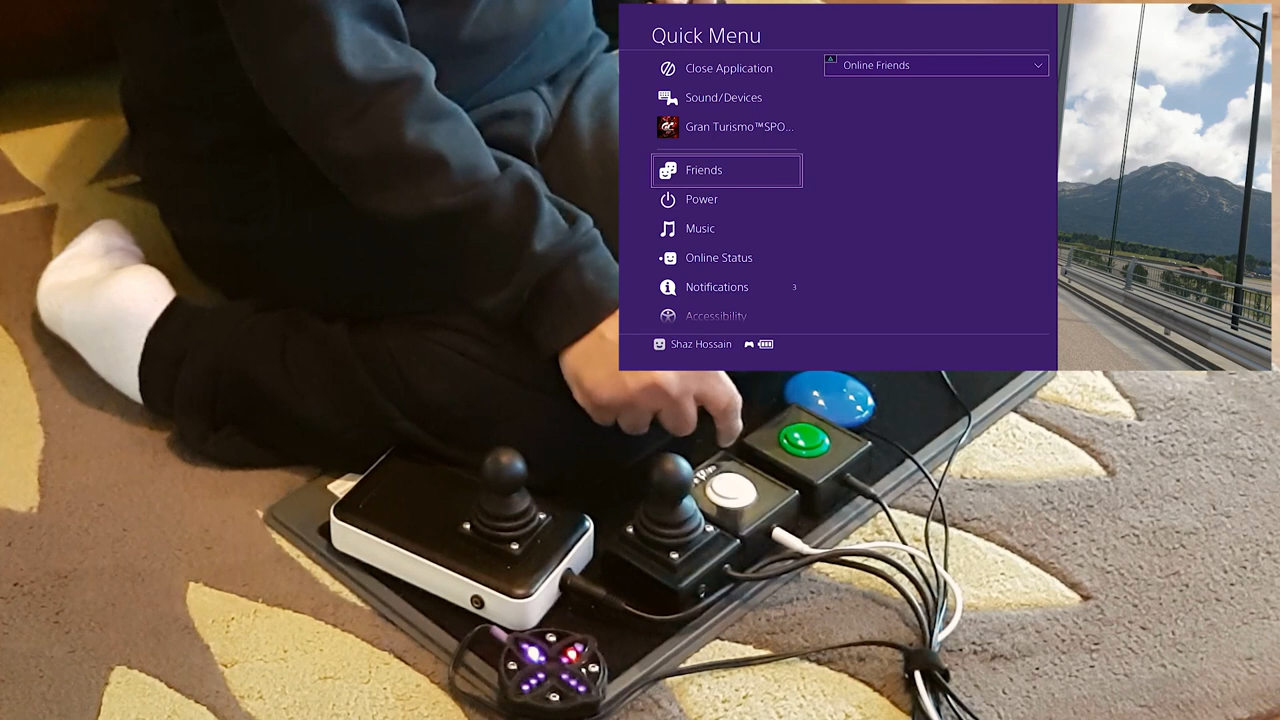 Quick Menu
Close Application
Online Friends
Sound/Devices
Gran Turismo™SPO...
Friends
Power
Music
Online Status
Notifications 3
Accessibility
Shaz Hossain